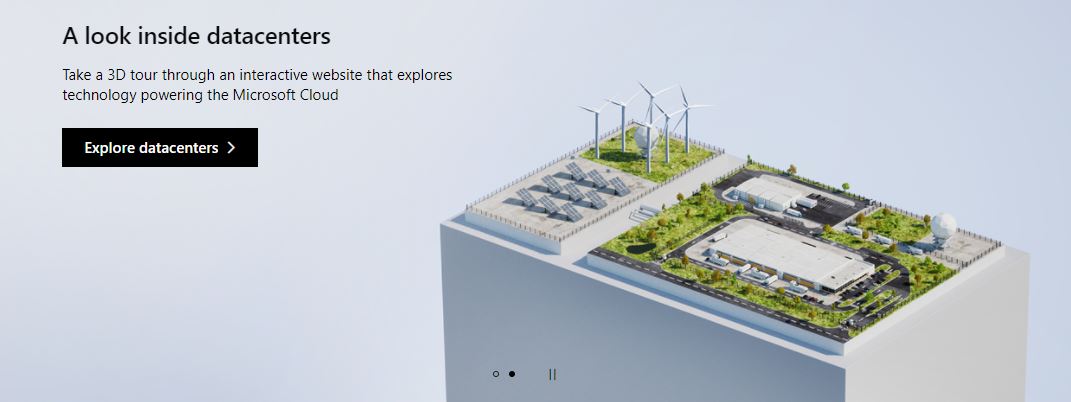 A look inside datacenters
Take a 3D tour through an interactive website that explores
technology powering the Microsoft Cloud
Explore datacenters